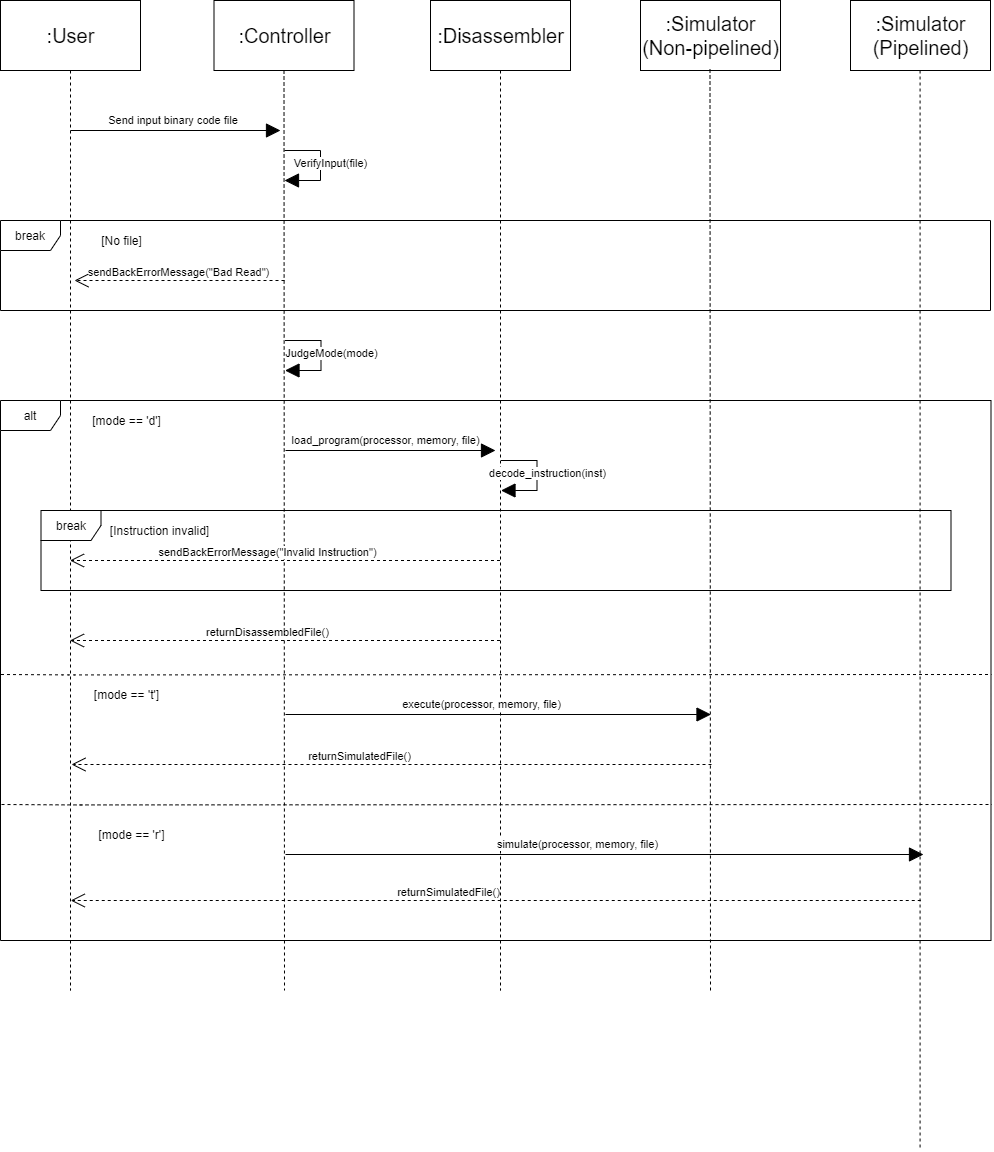 :User
:Controller
:Disassembler
:Simulator
(Non-pipelined)
:Simulator
(Pipelined)
Send input binary code file
VerifyInput(file)
break
[No file]
sendBackErrorMessage("Bad Read")
JudgeMode(mode)
alt
[mode == 'd']
load_program(processor, memory, file)
decode_instruction(inst)
break
[Instruction invalid]
sendBackErrorMessage("Invalid Instruction")
returnDisassembledFile()
[mode == 't']
execute(processor, memory, file)
returnSimulatedFile()
[mode == 'r']
simulate(processor, memory, file)
returnSimulatedFile()